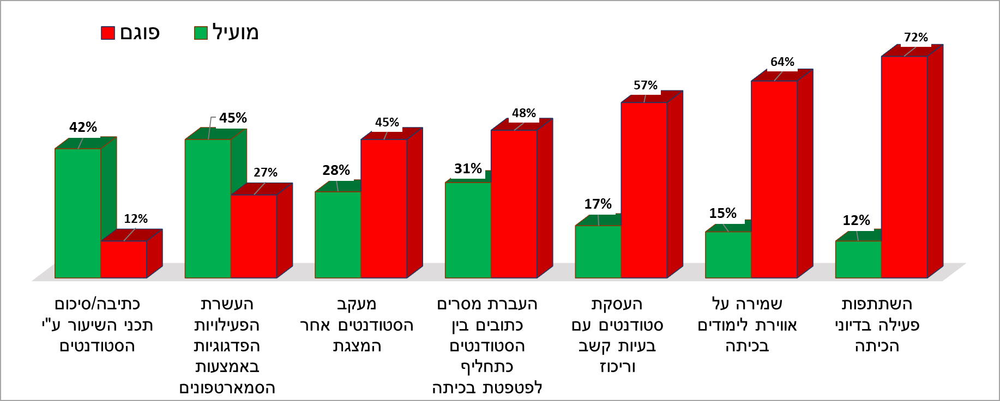 מועיל
פוגם
72%
64%
57%
48%
45%
45%
42%
31%
28%
27%
17%
15%
12%
12%
השתתפות
פעילה בדיוני
הכיתה
שמירה על
אווירת לימודים
בכיתה
העסקת
סטודנטים עם
בעיות קשב
וריכוז
העברת מסרים
כתובים בין
הסטודנטים
כתחליף
לפטפטת בכיתה
מעקב
הסטודנטים אחר
המצגת
העשרת
הפעילויות
הפדגוגיות
באמצעות
הסמארטפונים
כתיבה/סיכום
תכני השיעור ע"י
הסטודנטים